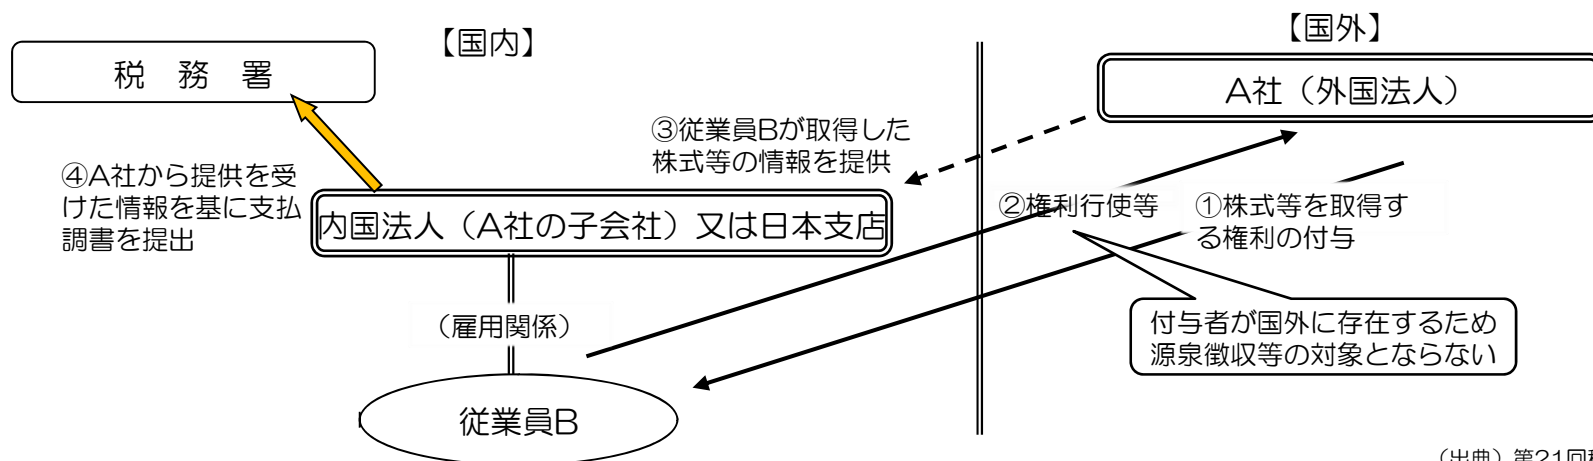 【国内】
【国外】
税 務 署
A社（外国法人）
③従業員Bが取得した
株式等の情報を提供
④A社から提供を受
けた情報を基に支払
調書を提出
内国法人（A社の子会社）又は日本支店
②権利行使等
①株式等を取得す
る権利の付与
（雇用関係）
付与者が国外に存在するため
源泉徴収等の対象とならない
従業員B
（出典）第21回